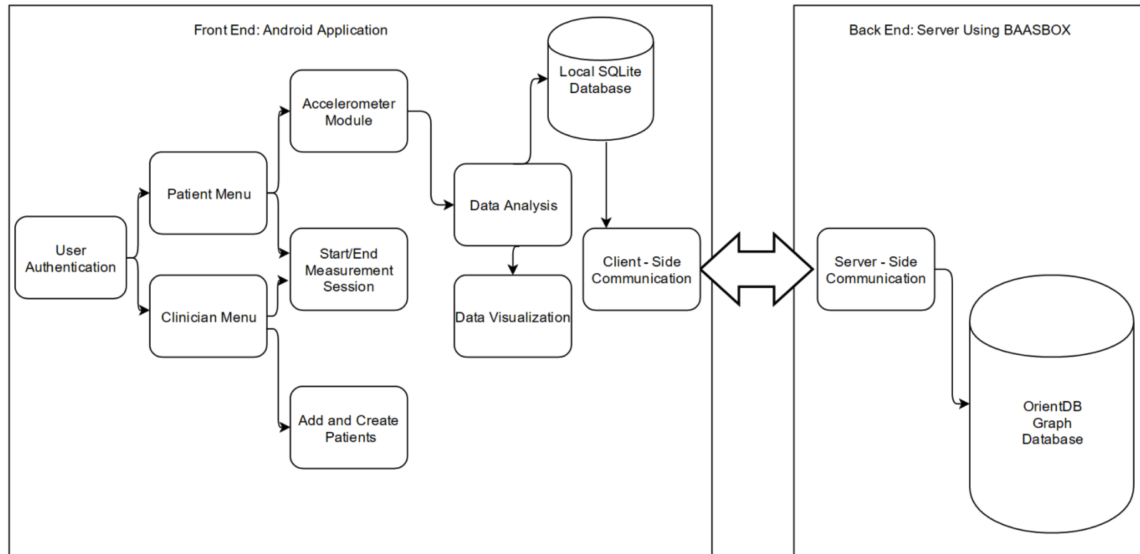 Front End: Android Application
Back End: Server Using BAASBOX
Local SQLite
Database
Accelerometer
Module
Patient Menu
Data Analysis
User
Authentication
Start/End
Measurement
Session
Client - Side
Communication
Server - Side
Communication
Clinician Menu
Data Visualization
Add and Create
Patients
OrientDB
Graph
Database